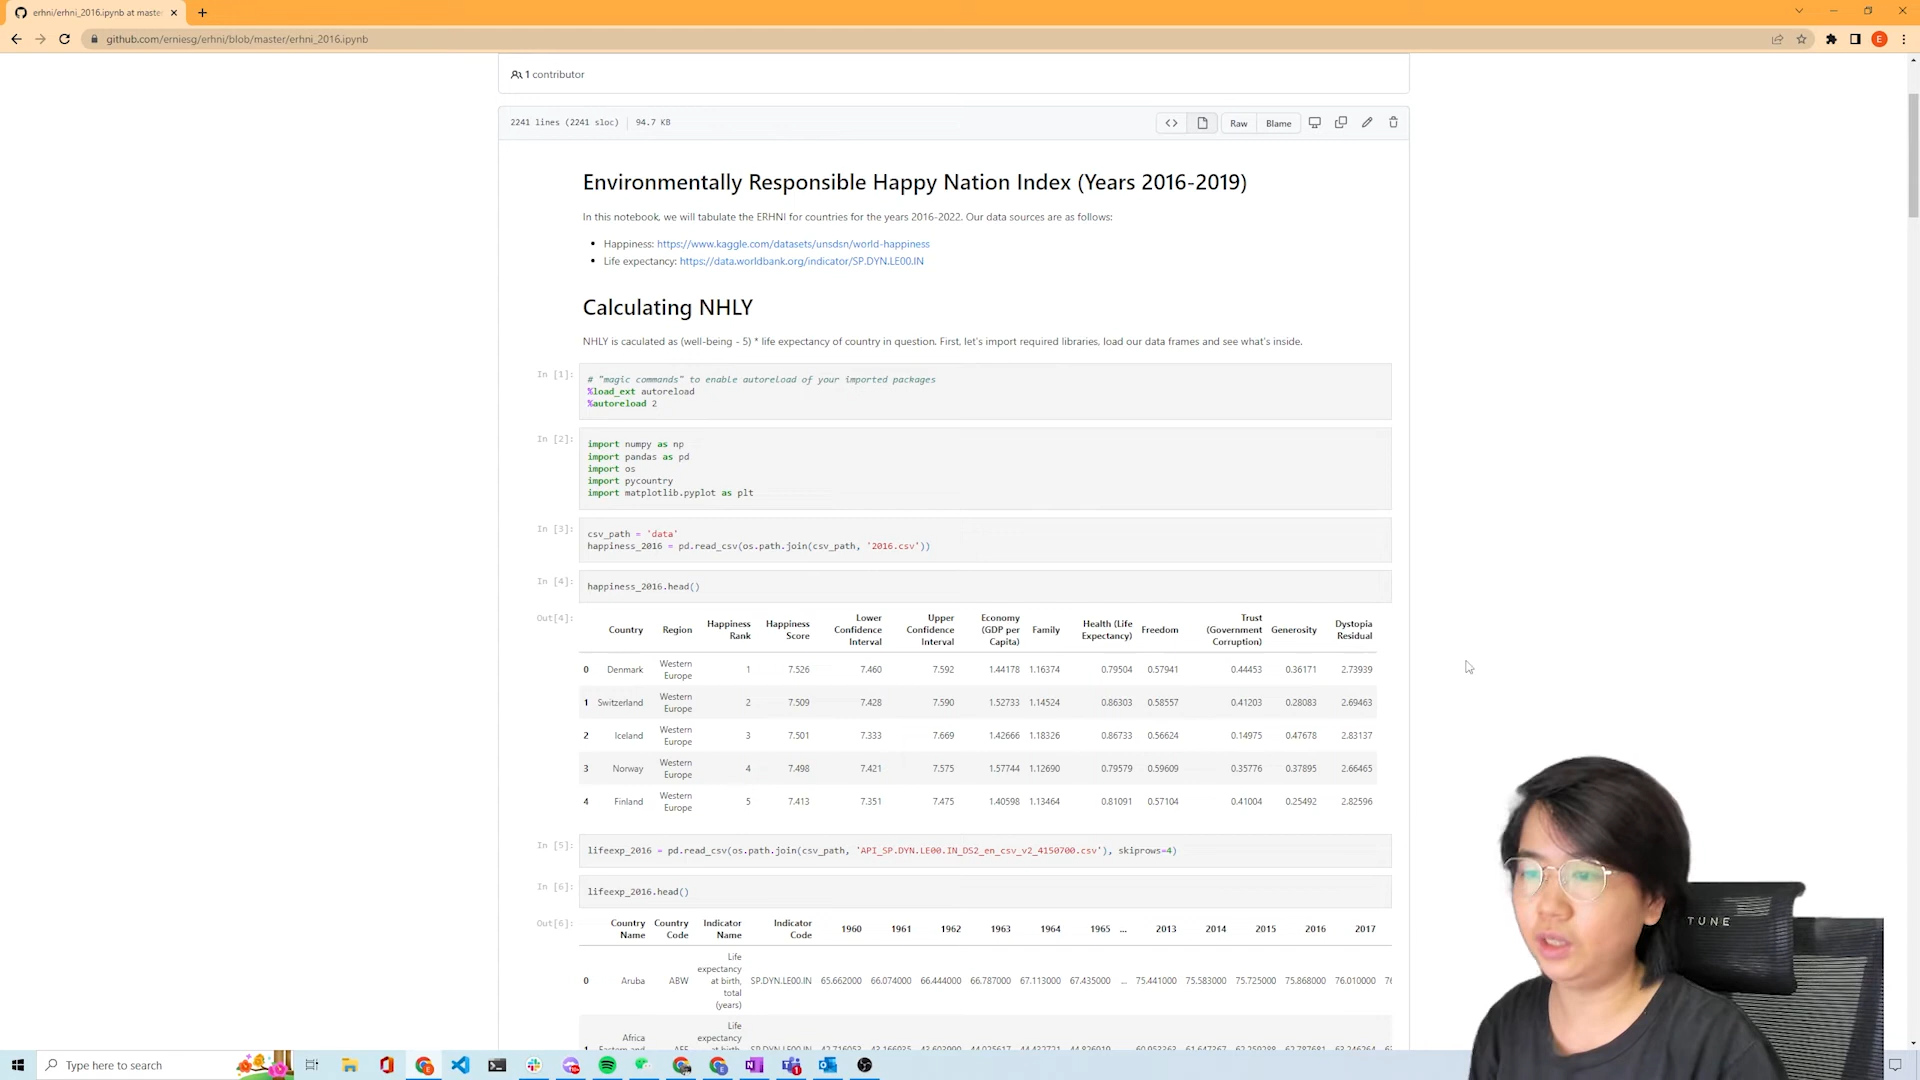 erhni/erhni_2016.ipynb at maste
github.com/erniesg/erhni/blob/master/erhni_2016.ipynb
E
1 contributor
2241 lines (2241 sloc) 94.7 KB
Raw Blame
Environmentally Responsible Happy Nation Index (Years 2016-2019)
In this notebook, we will tabulate the ERHNI for countries for the years 2016-2022. Our data sources are as follows:
• Happiness: https://www.kaggle.com/datasets/unsdsn/world-happiness
• Life expectancy: https://data.worldbank.org/indicator/SP.DYN.LE00.IN
Calculating NHLY
NHLY is caculated as (well-being - 5) * life expectancy of country in question. First, let's import required libraries, load our data frames and see what's inside.
In [1]:
# "magic commands" to enable autoreload of your imported packages
%load_ext autoreload
%autoreload 2
In [2]:
import numpy as np
import pandas as pd
import os
import pycountry
import matplotlib.pyplot as plt
In [3]:
csv_path = 'data'
happiness_2016 = pd.read_csv(os.path.join(csv_path, '2016.csv'))
In [4]:
happiness_2016.head()
Out[4]:
Country Region Happiness Rank Happiness Score Lower Confidence Interval Upper Confidence Interval Economy (GDP per Capita) Family Health (Life Expectancy) Freedom Trust (Government Corruption) Generosity Dystopia Residual
0 Denmark Western Europe 1 7.526 7.460 7.592 1.44178 1.16374 0.79504 0.57941 0.44453 0.36171 2.73939
1 Switzerland Western Europe 2 7.509 7.428 7.590 1.52733 1.14524 0.86303 0.58557 0.41203 0.28083 2.69463
2 Iceland Western Europe 3 7.501 7.333 7.669 1.42666 1.18326 0.86733 0.56624 0.14975 0.47678 2.83137
3 Norway Western Europe 4 7.498 7.421 7.575 1.57744 1.12690 0.79579 0.59609 0.35776 0.37895 2.66465
4 Finland Western Europe 5 7.413 7.351 7.475 1.40598 1.13464 0.81091 0.57104 0.41004 0.25492 2.82596
In [5]:
lifeexp_2016 = pd.read_csv(os.path.join(csv_path, 'API_SP.DYN.LE00.IN_DS2_en_csv_v2_4150700.csv'), skiprows=4)
In [6]:
lifeexp_2016.head()
Out[6]:
Country Name Country Code Indicator Name Indicator Code 1960 1961 1962 1963 1964 1965 ... 2013 2014 2015 2016 2017
0 Aruba ABW Life expectancy at birth, total (years) SP.DYN.LE00.IN 65.662000 66.074000 66.444000 66.787000 67.113000 67.435000 ... 75.441000 75.583000 75.725000 75.868000 76.010000 76
Africa
Life expectancy
TUNE
Type here to search